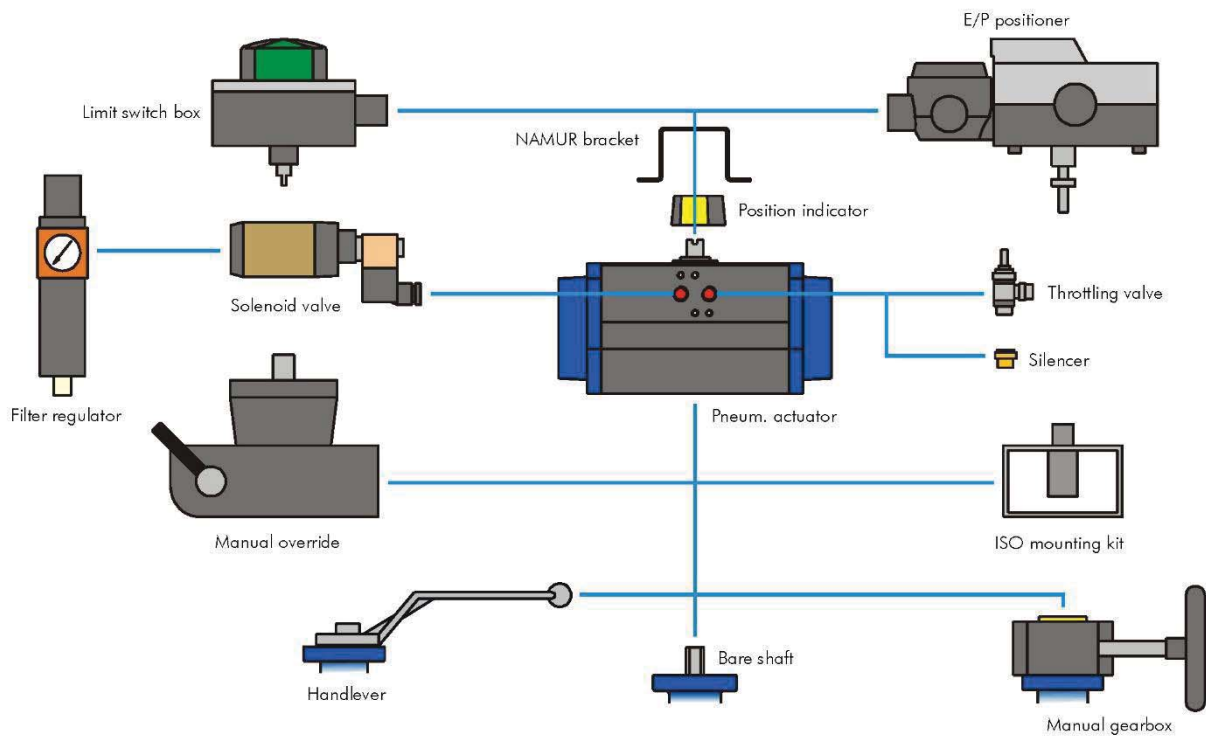 E/P positioner
Limit switch box
NAMUR bracket
Position indicator
Solenoid valve
Throttling valve
Silencer
Filter regulator
Pneum. actuator
Manual override
ISO mounting kit
Bare shaft
Handlever
Manual gearbox